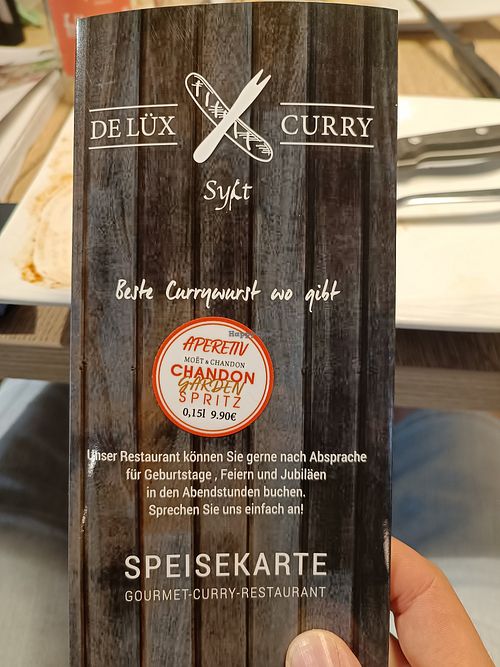 DE LÜX CURRY
Sylt
Beste Currywurst wo gibt
Happy
APERETIV
MOËT & CHANDON
CHANDON
GARDEN
SPRITZ
0,15l 9.90€
Unser Restaurant können Sie gerne nach Absprache
für Geburtstage , Feiern und Jubiläen
in den Abendstunden buchen.
Sprechen Sie uns einfach an!
SPEISEKARTE
GOURMET-CURRY-RESTAURANT